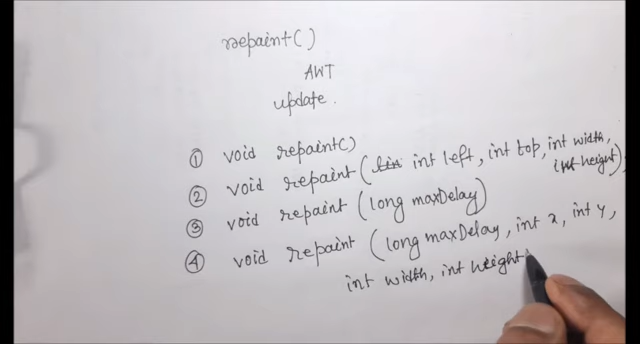 repaint()
AWT
update.
① void repaint()
② void repaint (int left, int top, int width,
int height);
③ void repaint (long maxDelay)
④ void repaint (long maxDelay, int x, int y,
int width, int height